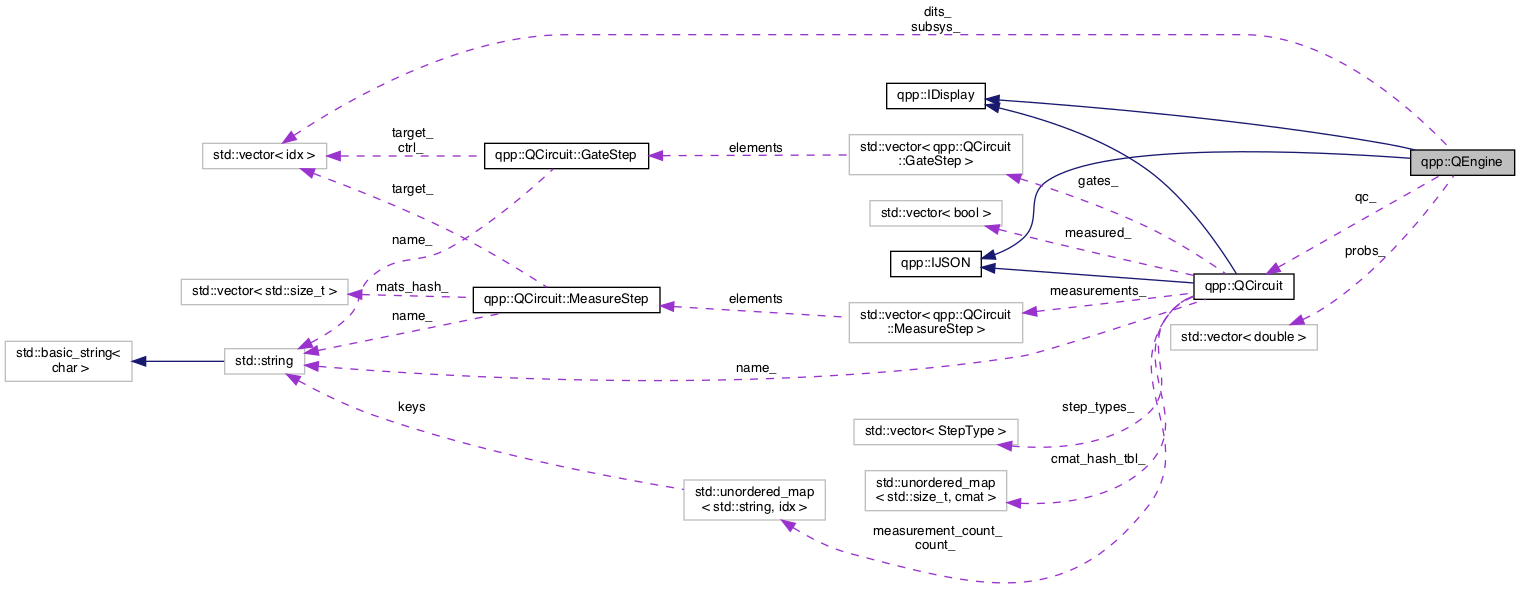 dits_
subsys_
qpp::IDisplay
target_
ctrl_
std::vector< idx >
qpp::QCircuit::GateStep
elements
std::vector< qpp::QCircuit
::GateStep >
qpp::QEngine
target_
gates_
qc_
std::vector< bool >
measured_
name_
probs_
qpp::IJSON
mats_hash_
std::vector< std::size_t >
qpp::QCircuit::MeasureStep
elements
measurements_
qpp::QCircuit
name_
std::vector< qpp::QCircuit
::MeasureStep >
std::vector< double >
std::basic_string<
char >
std::string
name_
keys
step_types_
std::vector< StepType >
cmat_hash_tbl_
std::unordered_map
< std::size_t, cmat >
std::unordered_map
< std::string, idx >
measurement_count_
count_